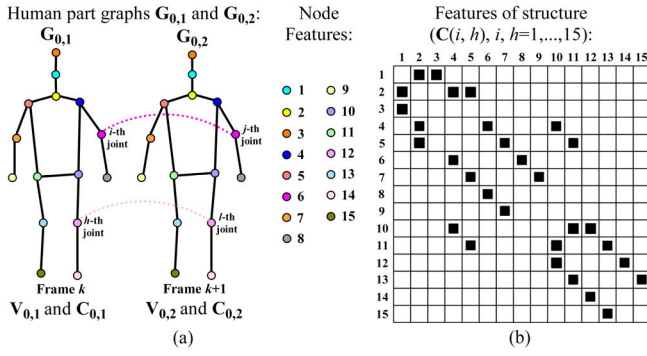 Human part graphs G0,1 and G0,2:
G0,1
G0,2
i-th
joint
j-th
joint
h-th
joint
l-th
joint
Frame k
V0,1 and C0,1
Frame k+1
V0,2 and C0,2
(a)
Node
Features:
1
2
3
4
5
6
7
8
9
10
11
12
13
14
15
Features of structure
(C(i, h), i, h=1,...,15):
1 2 3 4 5 6 7 8 9 10 11 12 13 14 15
1
2
3
4
5
6
7
8
9
10
11
12
13
14
15
(b)